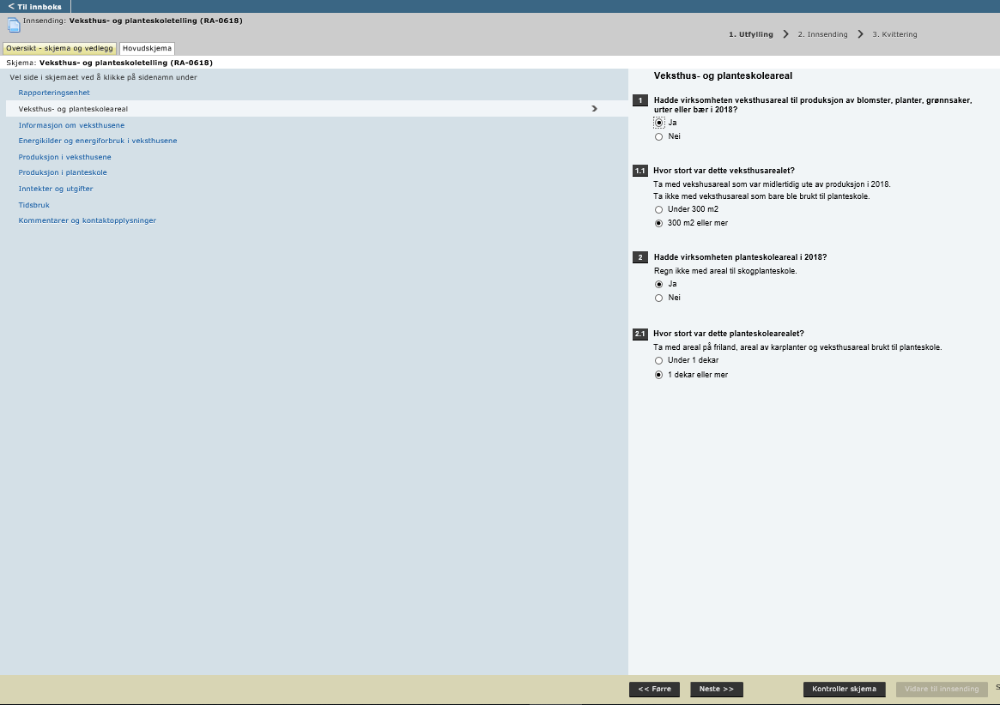 < Til innboks
Innsending: Veksthus- og planteskoletelling (RA-0618)
1. Utfylling > 2. Innsending > 3. Kvittering
Oversikt - skjema og vedlegg Hovudskjema
Skjema: Veksthus- og planteskoletelling (RA-0618)
Vel side i skjemaet ved å klikke på sidenamn under
Rapporteringsenhet
Veksthus- og planteskoleareal >
Informasjon om veksthusene
Energikilder og energiforbruk i veksthusene
Produksjon i veksthusene
Produksjon i planteskole
Inntekter og utgifter
Tidsbruk
Kommentarer og kontaktopplysninger
Veksthus- og planteskoleareal
1 Hadde virksomheten veksthusareal til produksjon av blomster, planter, grønnsaker,
urter eller bær i 2018?
Ja
Nei
1.1 Hvor stort var dette veksthusarealet?
Ta med vekshusareal som var midlertidig ute av produksjon i 2018.
Ta ikke med veksthusareal som bare ble brukt til planteskole.
Under 300 m2
300 m2 eller mer
2 Hadde virksomheten planteskoleareal i 2018?
Regn ikke med areal til skogplanteskole.
Ja
Nei
2.1 Hvor stort var dette planteskolearealet?
Ta med areal på friland, areal av karplanter og veksthusareal brukt til planteskole.
Under 1 dekar
1 dekar eller mer
<< Førre Neste >> Kontroller skjema Vidare til innsending S